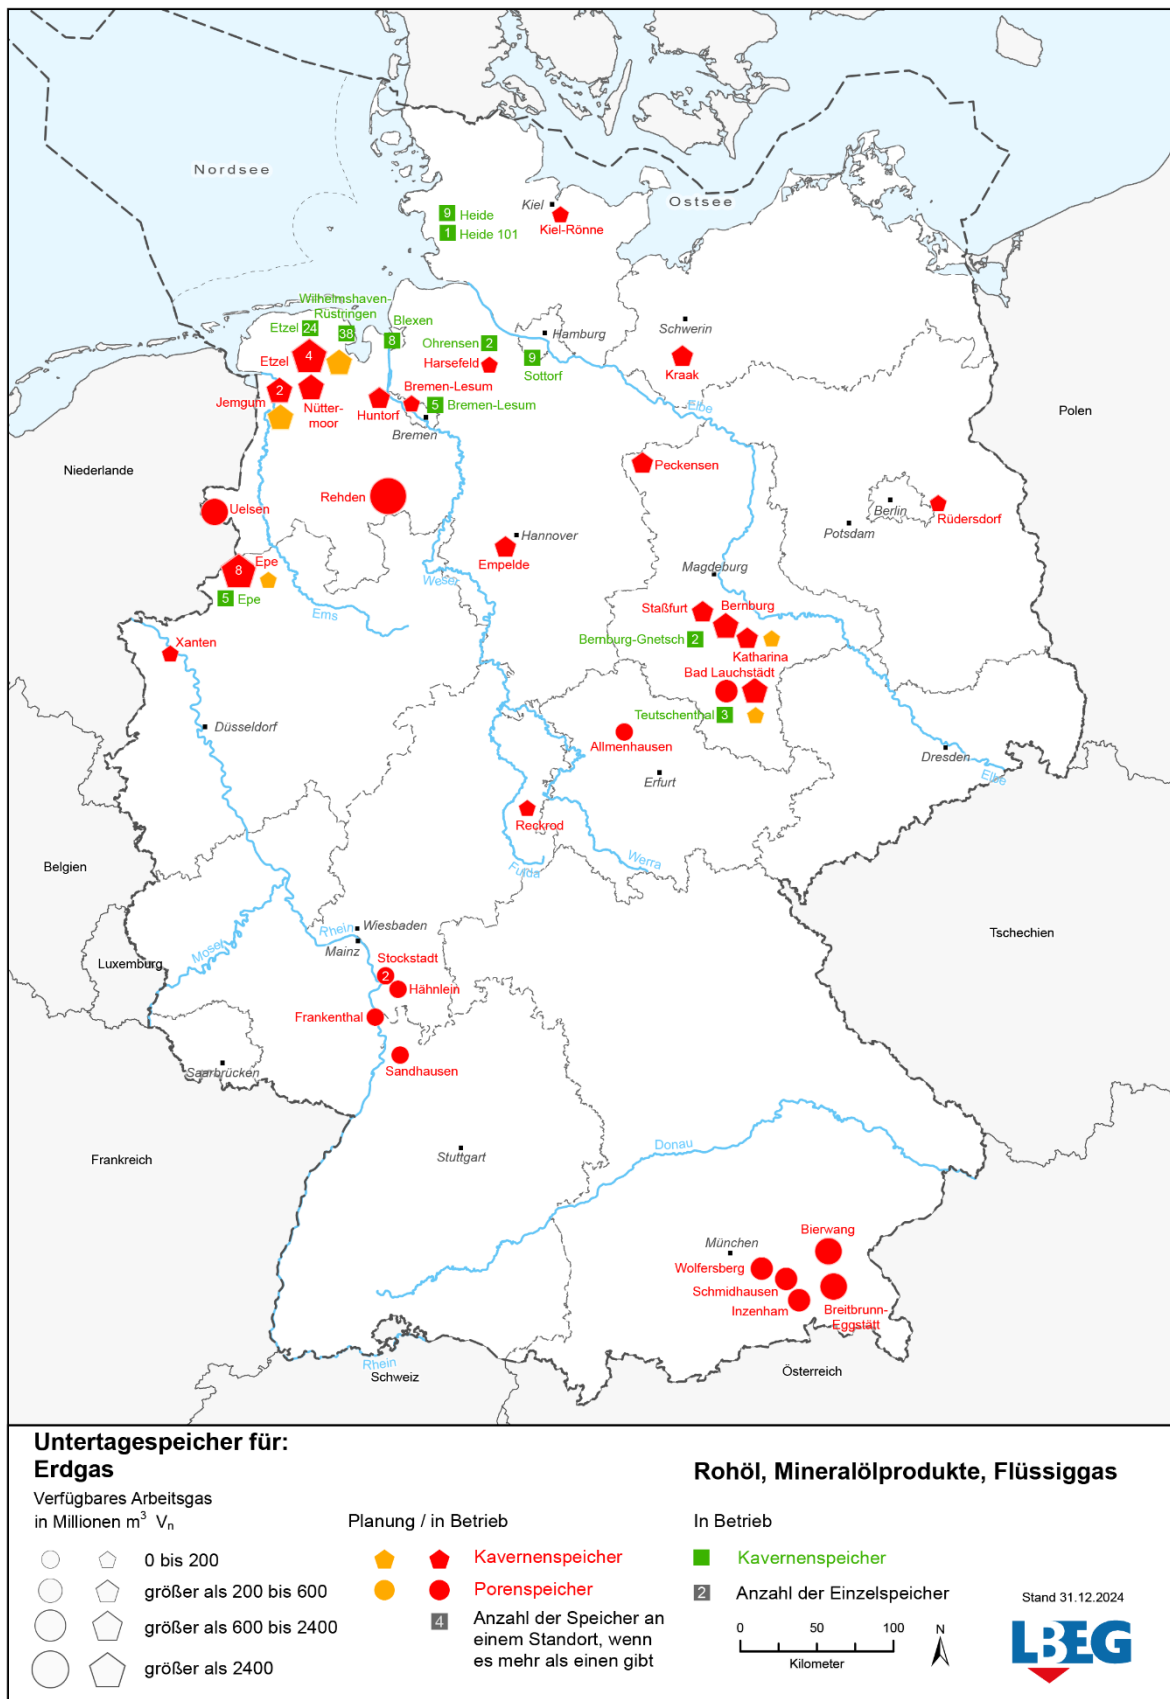 Nordsee
Ostsee
Kiel
Kiel-Rönne
9 Heide
1 Heide 101
Wilhelmshaven-
Rüstringen
Etzel 24
38
Blexen
8
Ohrensen 2
Hamburg
Schwerin
Etzel
4
Harsefeld
9
Sottorf
Kraak
Jemgum
2
Nütter-
moor
Huntorf
Bremen-Lesum
5 Bremen-Lesum
Bremen
Elbe
Polen
Niederlande
Peckensen
Rehden
Uelsen
Berlin
Rüdersdorf
Potsdam
Hannover
Empelde
Epe
8
5 Epe
Weser
Magdeburg
Ems
Staßfurt
Bernburg
Bernburg-Gnetsch 2
Katharina
Xanten
Bad Lauchstädt
Teutschenthal 3
Düsseldorf
Allmenhausen
Erfurt
Dresden
Elbe
Reckrod
Fulda
Werra
Belgien
Wiesbaden
Rhein
Mainz
Mosel
Luxemburg
Tschechien
Stockstadt
2
Hähnlein
Frankenthal
Sandhausen
Saarbrücken
Frankreich
Stuttgart
Donau
München
Bierwang
Wolfersberg
Schmidhausen
Inzenham
Breitbrunn-
Eggstätt
Rhein
Schweiz
Österreich
Untertagespeicher für:
Erdgas
Verfügbares Arbeitsgas
in Millionen m³ Vₙ
0 bis 200
größer als 200 bis 600
größer als 600 bis 2400
größer als 2400
Planung / in Betrieb
Kavernenspeicher
Porenspeicher
4 Anzahl der Speicher an
einem Standort, wenn
es mehr als einen gibt
Rohöl, Mineralölprodukte, Flüssiggas
In Betrieb
Kavernenspeicher
2 Anzahl der Einzelspeicher
0 50 100
Kilometer
N
Stand 31.12.2024
LBEG